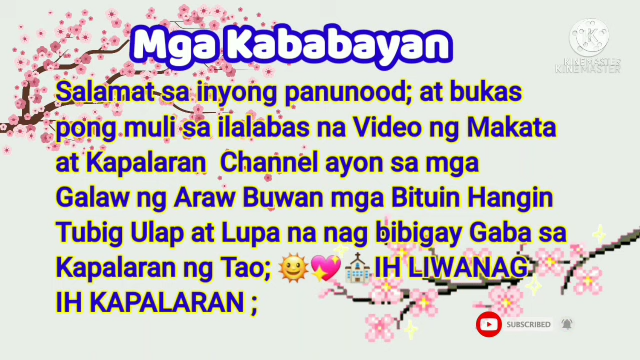 Mga Kababayan
KINEMASTER
KINEMASTER
Salamat sa inyong panunood; at bukas
pong muli sa ilalabas na Video ng Makata
at Kapalaran Channel ayon sa mga
Galaw ng Araw Buwan mga Bituin Hangin
Tubig Ulap at Lupa na nag bibigay Gaba sa
Kapalaran ng Tao; 🌞💖⛪IH LIWANAG.
IH KAPALARAN ;
SUBSCRIBED